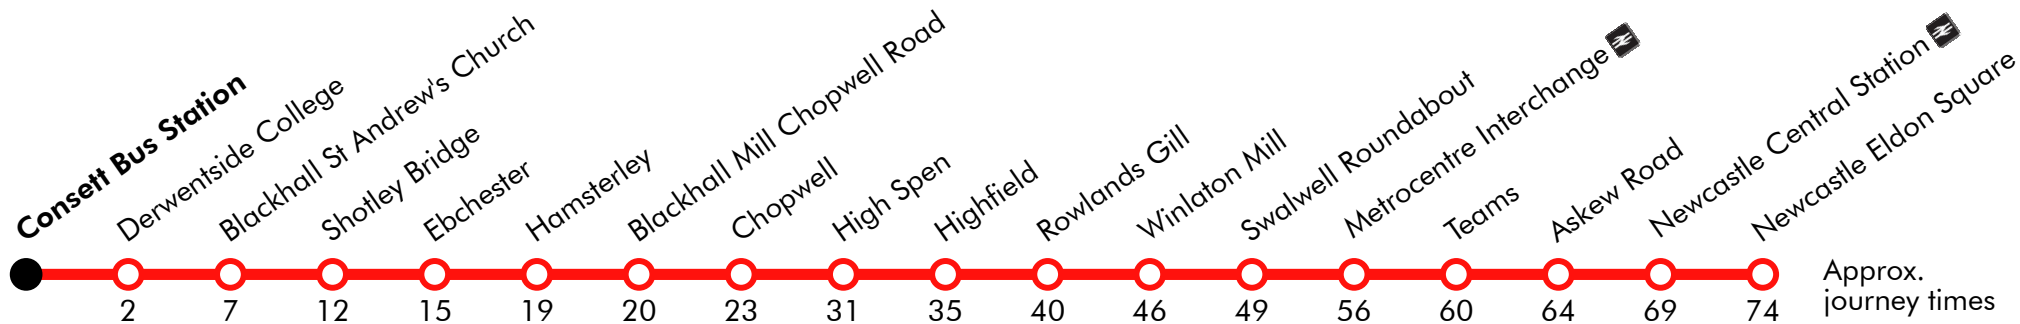 Consett Bus Station
Derwentside College
Blackhall St Andrew's Church
Shotley Bridge
Ebchester
Hamsterley
Blackhall Mill Chopwell Road
Chopwell
High Spen
Highfield
Rowlands Gill
Winlaton Mill
Swalwell Roundabout
Metrocentre Interchange
Teams
Askew Road
Newcastle Central Station
Newcastle Eldon Square
2 7 12 15 19 20 23 31 35 40 46 49 56 60 64 69 74
Approx.
journey times